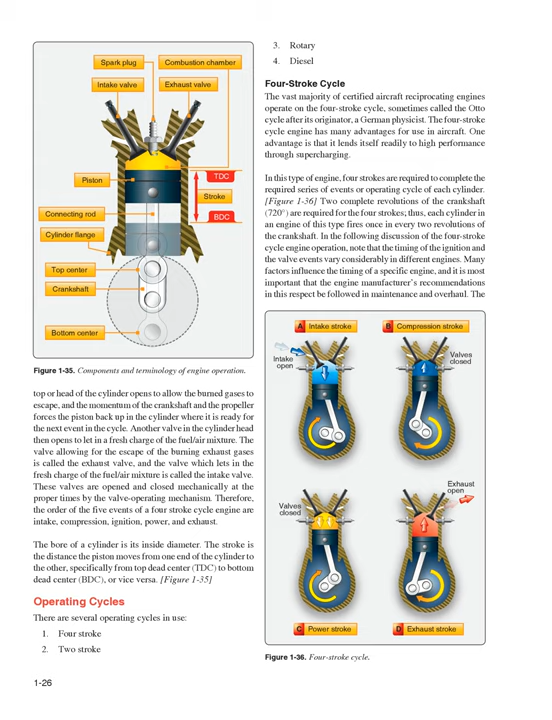 Spark plug
Combustion chamber
Intake valve
Exhaust valve
Piston
TDC
Stroke
Connecting rod
BDC
Cylinder flange
Top center
Crankshaft
Bottom center
Figure 1-35. Components and terminology of engine operation.
top or head of the cylinder opens to allow the burned gases to
escape, and the momentum of the crankshaft and the propeller
forces the piston back up in the cylinder where it is ready for
the next event in the cycle. Another valve in the cylinder head
then opens to let in a fresh charge of the fuel/air mixture. The
valve allowing for the escape of the burning exhaust gases
is called the exhaust valve, and the valve which lets in the
fresh charge of the fuel/air mixture is called the intake valve.
These valves are opened and closed mechanically at the
proper times by the valve-operating mechanism. Therefore,
the order of the five events of a four stroke cycle engine are
intake, compression, ignition, power, and exhaust.
The bore of a cylinder is its inside diameter. The stroke is
the distance the piston moves from one end of the cylinder to
the other, specifically from top dead center (TDC) to bottom
dead center (BDC), or vice versa. [Figure 1-35]
Operating Cycles
There are several operating cycles in use:
1. Four stroke
2. Two stroke
3. Rotary
4. Diesel
Four-Stroke Cycle
The vast majority of certified aircraft reciprocating engines
operate on the four-stroke cycle, sometimes called the Otto
cycle after its originator, a German physicist. The four-stroke
cycle engine has many advantages for use in aircraft. One
advantage is that it lends itself readily to high performance
through supercharging.
In this type of engine, four strokes are required to complete the
required series of events or operating cycle of each cylinder.
[Figure 1-36] Two complete revolutions of the crankshaft
(720°) are required for the four strokes; thus, each cylinder in
an engine of this type fires once in every two revolutions of
the crankshaft. In the following discussion of the four-stroke
cycle engine operation, note that the timing of the ignition and
the valve events vary considerably in different engines. Many
factors influence the timing of a specific engine, and it is most
important that the engine manufacturer's recommendations
in this respect be followed in maintenance and overhaul. The
A Intake stroke
B Compression stroke
Intake
open
Valves
closed
Valves
closed
Exhaust
open
C Power stroke
D Exhaust stroke
Figure 1-36. Four-stroke cycle.
1-26